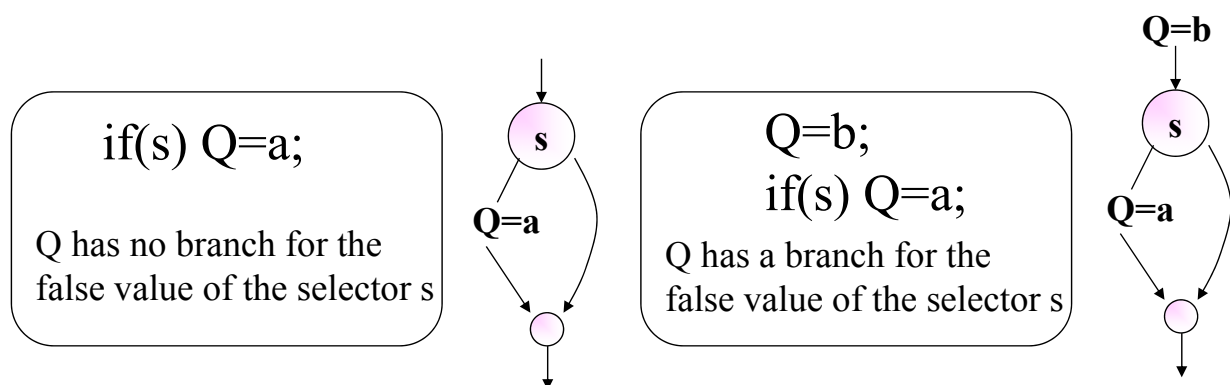 if(s) Q=a;
Q has no branch for the
false value of the selector s
s
Q=a
Q=b;
if(s) Q=a;
Q has a branch for the
false value of the selector s
Q=b
s
Q=a